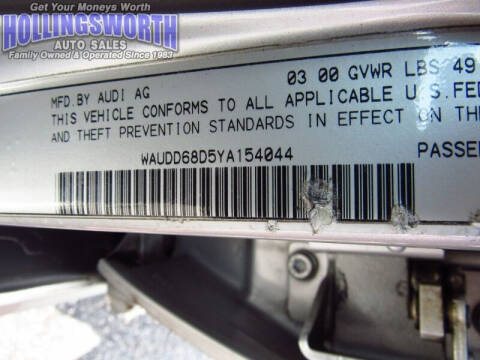 Get Your Moneys Worth
HOLLINGSWORTH
AUTO SALES
Family Owned & Operated Since 1983
03 00 GVWR LBS 49
MFD.BY AUDI AG
THIS VEHICLE CONFORMS TO ALL APPLICABLE U.S.FED
AND THEFT PREVENTION STANDARDS IN EFFECT ON THE
WAUDD68D5YA154044
PASSE